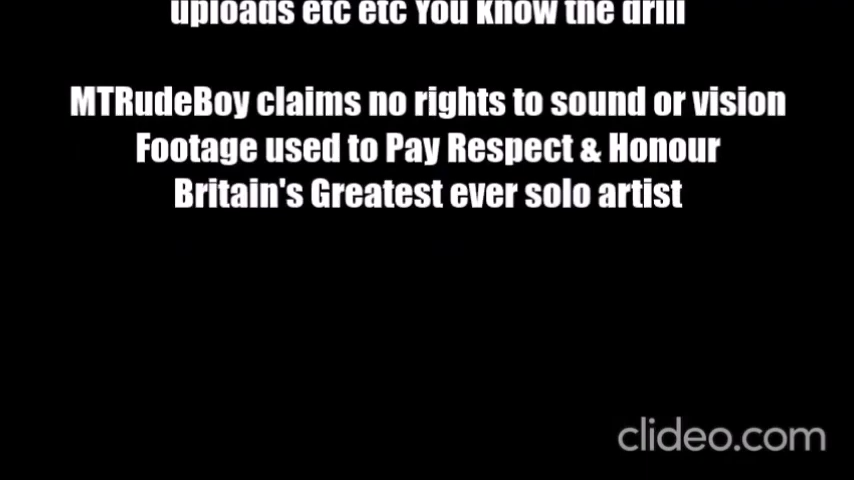 uploads etc etc You Know the drill
MTRudeBoy claims no rights to sound or vision
Footage used to Pay Respect & Honour
Britain's Greatest ever solo artist
clideo.com